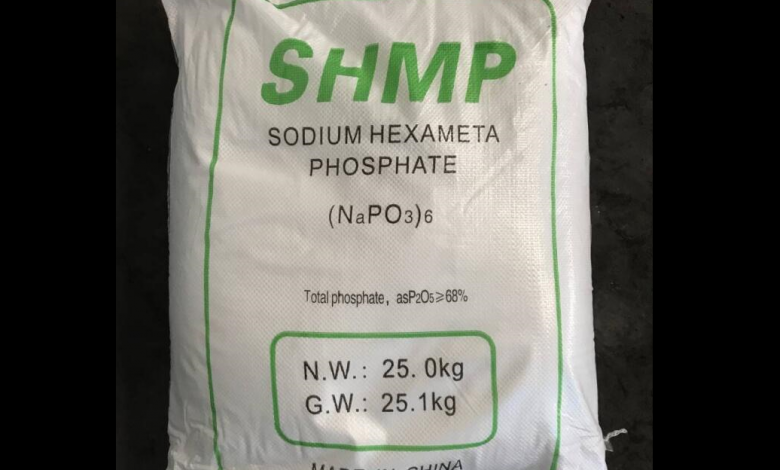 SHMP
SODIUM HEXAMETA
PHOSPHATE
(NaPO3)6
Total phosphate, asP2O5≥68%
N.W.: 25.0kg
G.W.: 25.1kg
MADE IN CHINA